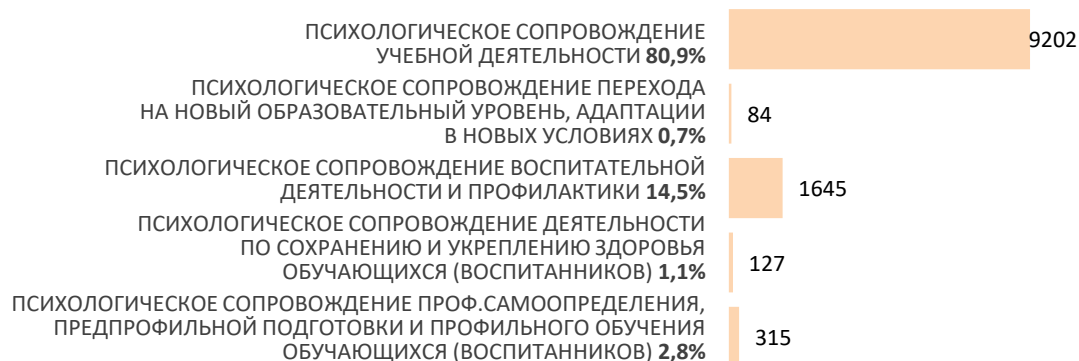 ПСИХОЛОГИЧЕСКОЕ СОПРОВОЖДЕНИЕ
УЧЕБНОЙ ДЕЯТЕЛЬНОСТИ 80,9%
9202
ПСИХОЛОГИЧЕСКОЕ СОПРОВОЖДЕНИЕ ПЕРЕХОДА
НА НОВЫЙ ОБРАЗОВАТЕЛЬНЫЙ УРОВЕНЬ, АДАПТАЦИИ
В НОВЫХ УСЛОВИЯХ 0,7%
84
ПСИХОЛОГИЧЕСКОЕ СОПРОВОЖДЕНИЕ ВОСПИТАТЕЛЬНОЙ
ДЕЯТЕЛЬНОСТИ И ПРОФИЛАКТИКИ 14,5%
1645
ПСИХОЛОГИЧЕСКОЕ СОПРОВОЖДЕНИЕ ДЕЯТЕЛЬНОСТИ
ПО СОХРАНЕНИЮ И УКРЕПЛЕНИЮ ЗДОРОВЬЯ
ОБУЧАЮЩИХСЯ (ВОСПИТАННИКОВ) 1,1%
127
ПСИХОЛОГИЧЕСКОЕ СОПРОВОЖДЕНИЕ ПРОФ.САМООПРЕДЕЛЕНИЯ,
ПРЕДПРОФИЛЬНОЙ ПОДГОТОВКИ И ПРОФИЛЬНОГО ОБУЧЕНИЯ
ОБУЧАЮЩИХСЯ (ВОСПИТАННИКОВ) 2,8%
315